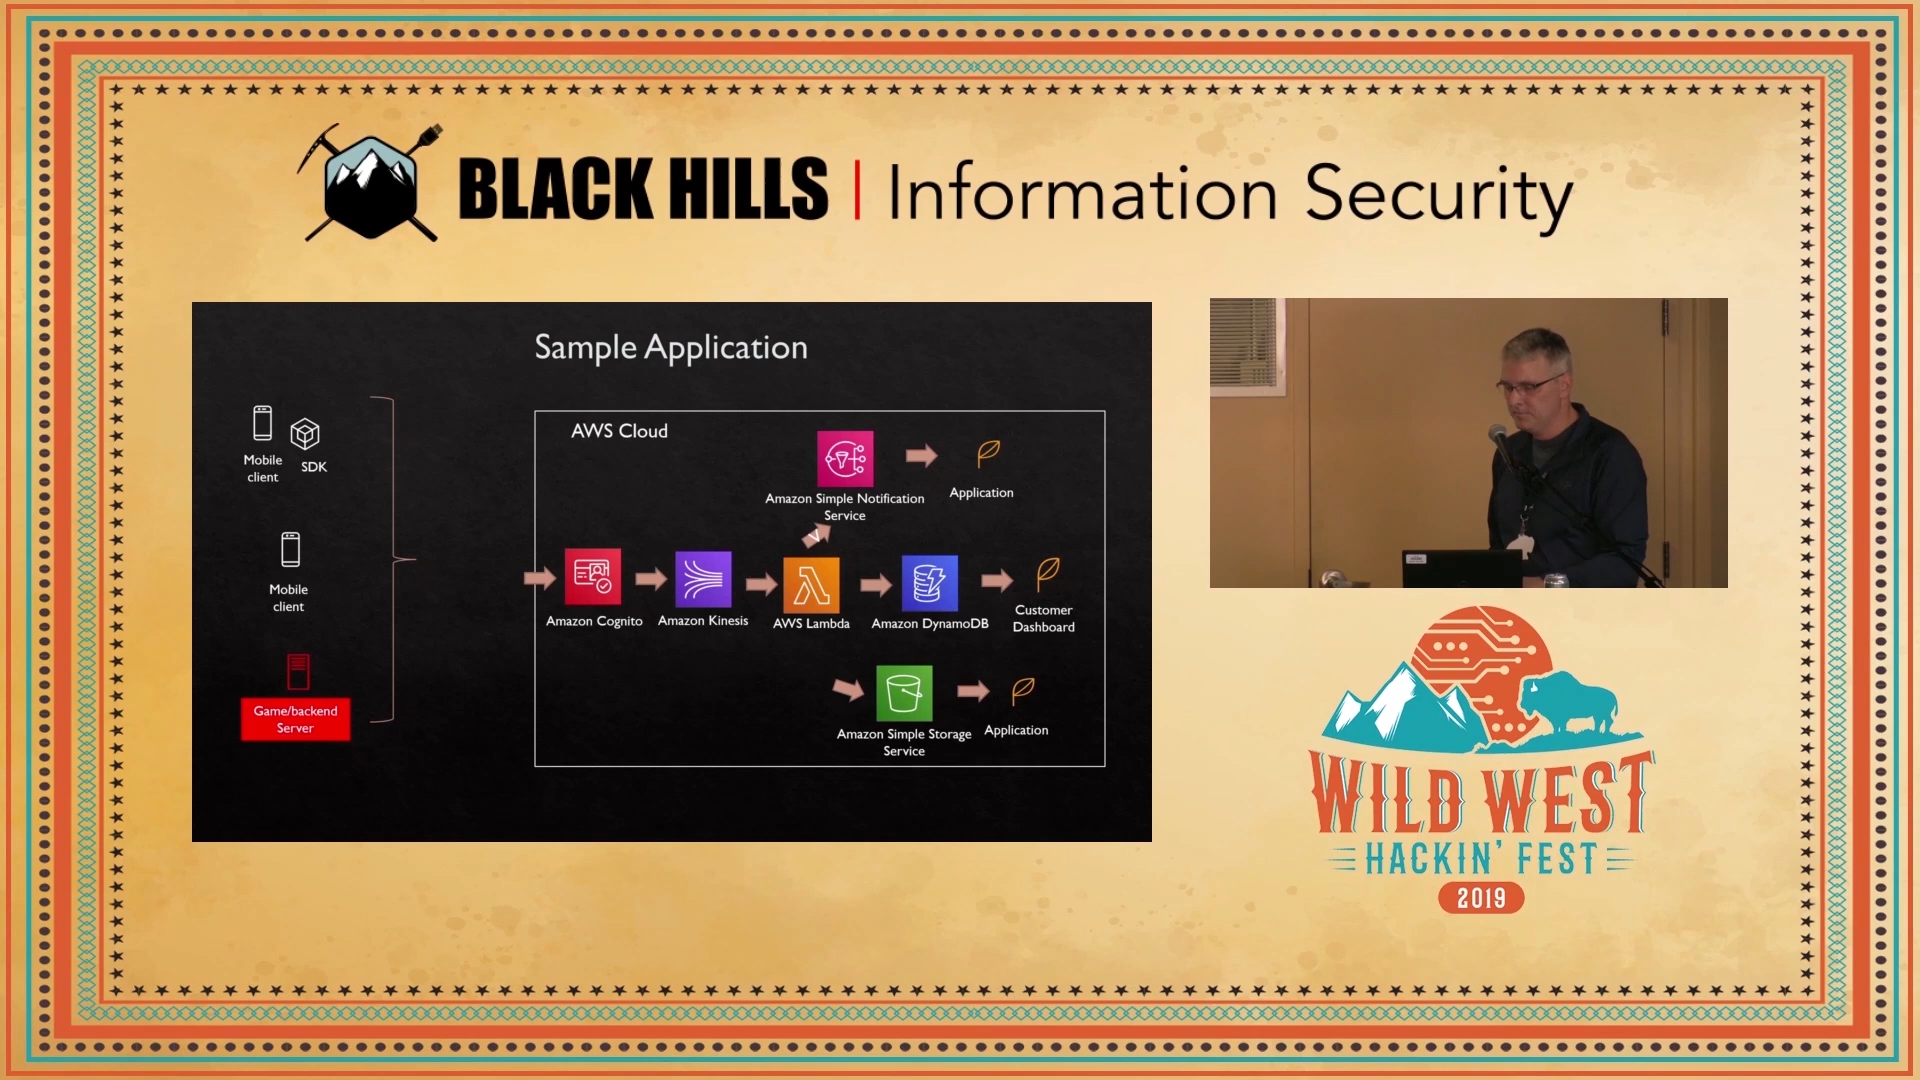 BLACK HILLS | Information Security
Sample Application
AWS Cloud
Mobile
client
SDK
Mobile
client
Game/backend
Server
Amazon Simple Notification
Service
Application
Amazon Cognito
Amazon Kinesis
AWS Lambda
Amazon DynamoDB
Customer
Dashboard
Amazon Simple Storage
Service
Application
WILD WEST
HACKIN' FEST
2019